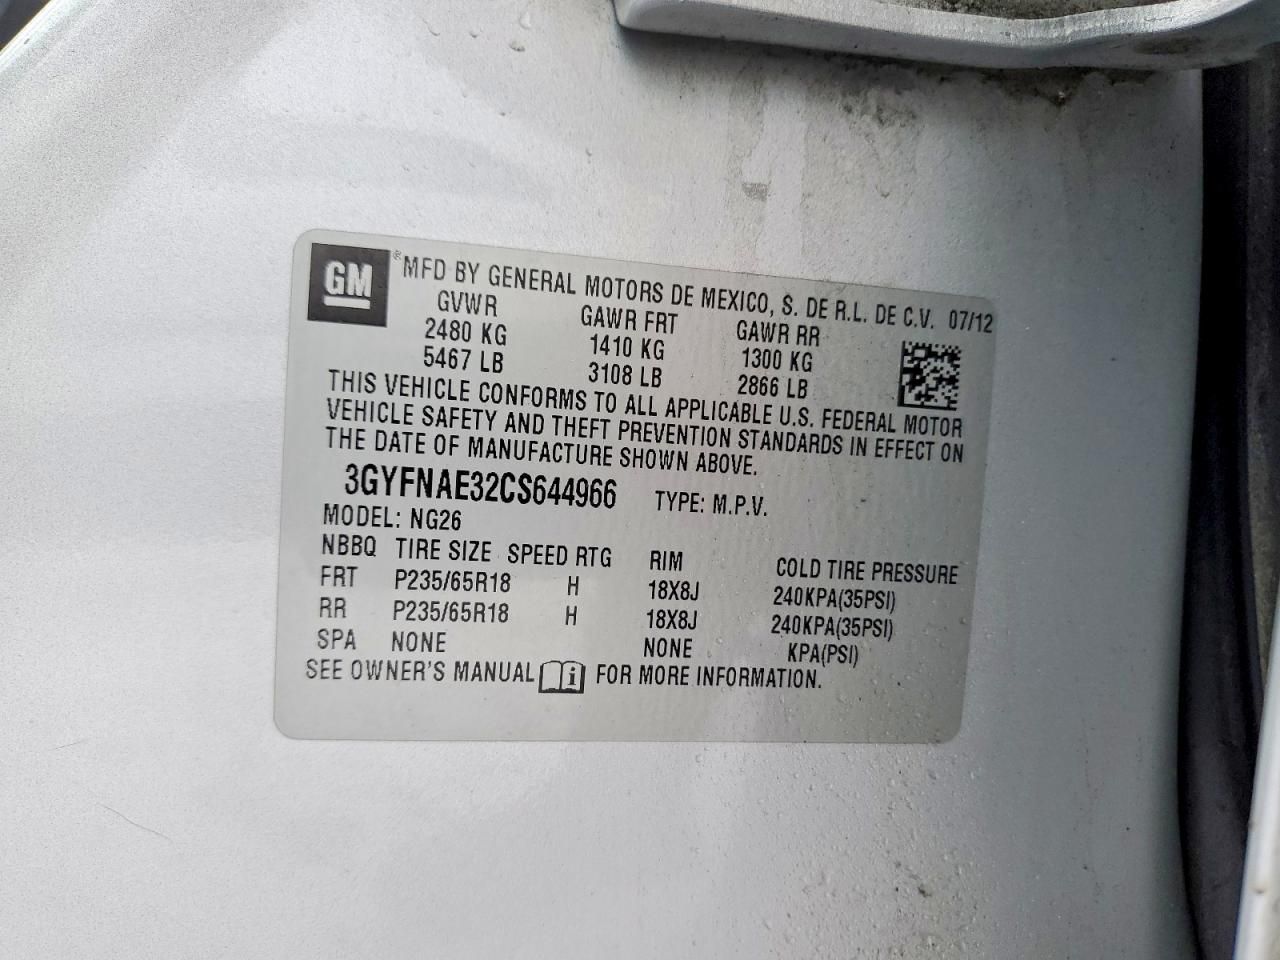 GM ® MFD BY GENERAL MOTORS DE MEXICO, S. DE R.L. DE C.V. 07/12
GVWR GAWR FRT GAWR RR
2480 KG 1410 KG 1300 KG
5467 LB 3108 LB 2866 LB
THIS VEHICLE CONFORMS TO ALL APPLICABLE U.S. FEDERAL MOTOR
VEHICLE SAFETY AND THEFT PREVENTION STANDARDS IN EFFECT ON
THE DATE OF MANUFACTURE SHOWN ABOVE.
3GYFNAE32CS644966 TYPE: M.P.V.
MODEL: NG26
NBBQ TIRE SIZE SPEED RTG RIM COLD TIRE PRESSURE
FRT P235/65R18 H 18X8J 240KPA(35PSI)
RR P235/65R18 H 18X8J 240KPA(35PSI)
SPA NONE NONE KPA(PSI)
SEE OWNER'S MANUAL i FOR MORE INFORMATION.